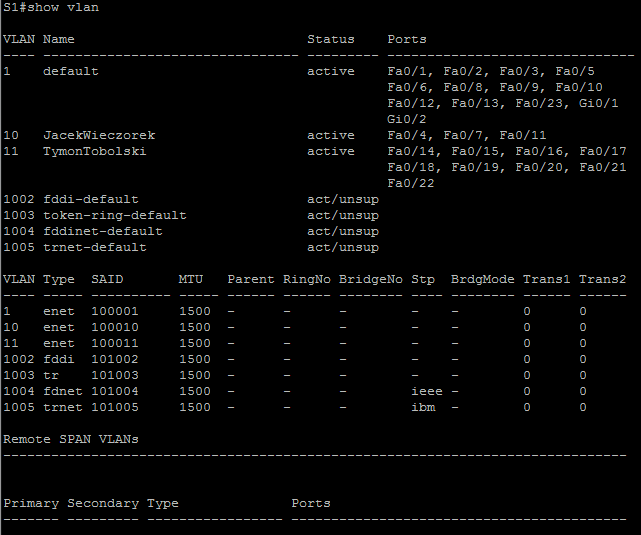 S1#show vlan
VLAN Name                             Status    Ports
---- -------------------------------- --------- -------------------------------
1    default                          active    Fa0/1, Fa0/2, Fa0/3, Fa0/5
                                                Fa0/6, Fa0/8, Fa0/9, Fa0/10
                                                Fa0/12, Fa0/13, Fa0/23, Gi0/1
                                                Gi0/2
10   JacekWieczorek                   active    Fa0/4, Fa0/7, Fa0/11
11   TymonTobolski                    active    Fa0/14, Fa0/15, Fa0/16, Fa0/17
                                                Fa0/18, Fa0/19, Fa0/20, Fa0/21
                                                Fa0/22
1002 fddi-default                     act/unsup
1003 token-ring-default               act/unsup
1004 fddinet-default                  act/unsup
1005 trnet-default                    act/unsup
VLAN Type  SAID       MTU   Parent RingNo BridgeNo Stp  BrdgMode Trans1 Trans2
---- ----- ---------- ----- ------ ------ -------- ---- -------- ------ ------
1    enet  100001     1500  -      -      -        -    -        0      0
10   enet  100010     1500  -      -      -        -    -        0      0
11   enet  100011     1500  -      -      -        -    -        0      0
1002 fddi  101002     1500  -      -      -        -    -        0      0
1003 tr    101003     1500  -      -      -        -    -        0      0
1004 fdnet 101004     1500  -      -      -        ieee -        0      0
1005 trnet 101005     1500  -      -      -        ibm  -        0      0
Remote SPAN VLANs
------------------------------------------------------------------------------
Primary Secondary Type              Ports
------- --------- ----------------- ------------------------------------------